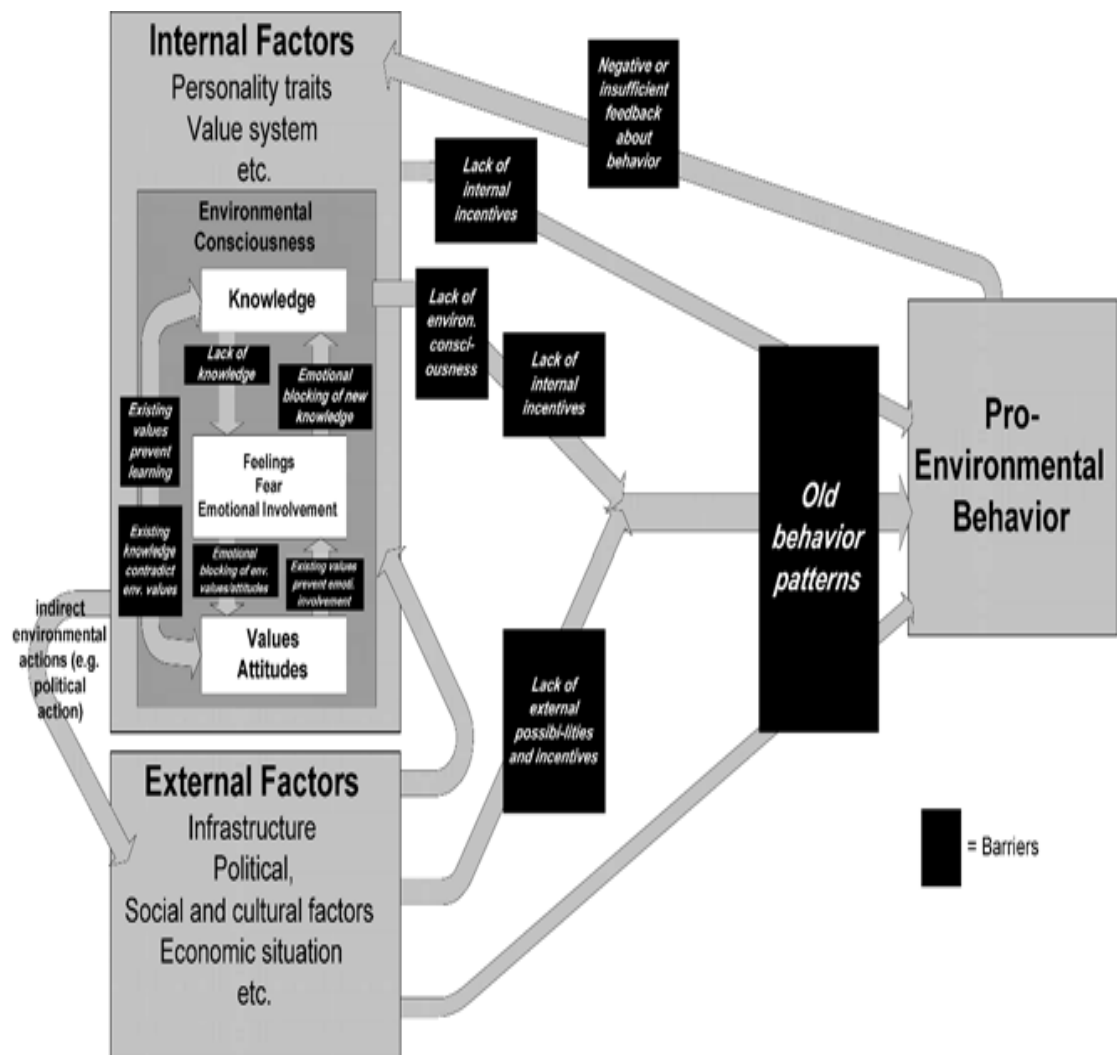 Internal Factors
Personality traits
Value system
etc.
Environmental
Consciousness
Knowledge
Lack of
knowledge
Emotional
blocking of new
knowledge
Existing
values
prevent
learning
Feelings
Fear
Emotional Involvement
Existing
knowledge
contradict
env. values
Emotional
blocking of env.
values/attitudes
Existing values
prevent emoti.
involvement
Values
Attitudes
indirect
environmental
actions (e.g.
political
action)
External Factors
Infrastructure
Political,
Social and cultural factors
Economic situation
etc.
Negative or
insufficient
feedback
about
behavior
Lack of
internal
incentives
Lack of
environ.
consci-
ousness
Lack of
internal
incentives
Lack of
external
possibi-lities
and incentives
Old
behavior
patterns
Pro-
Environmental
Behavior
= Barriers